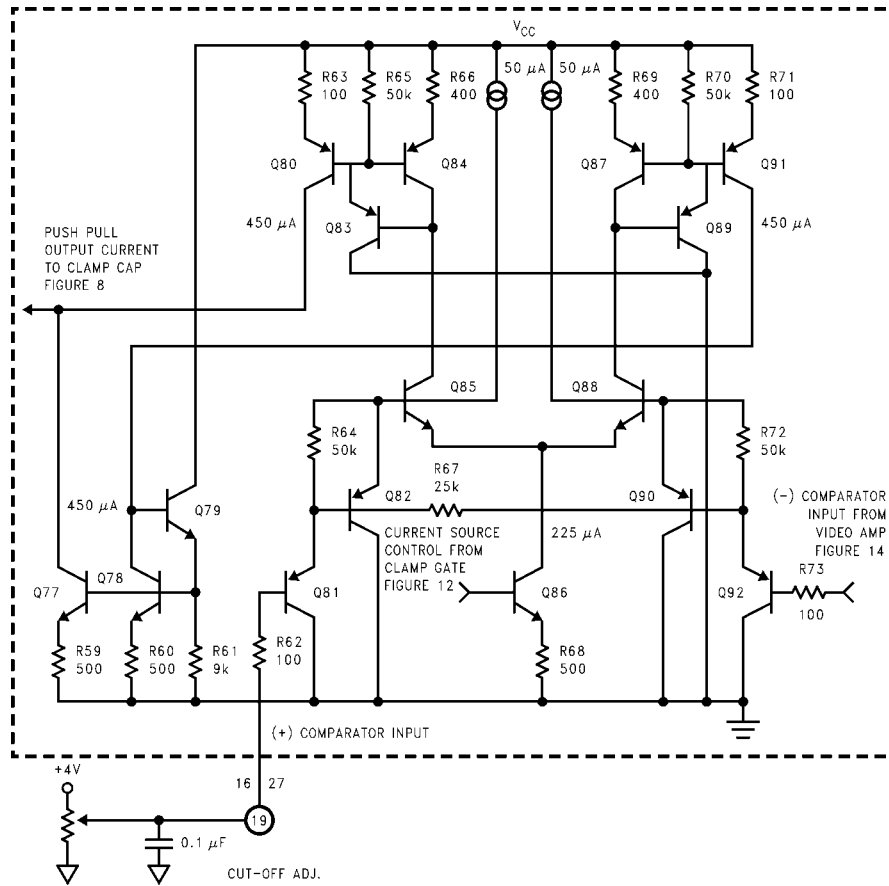 V_CC
R63
100
R65
50k
R66
400
50 μA
50 μA
R69
400
R70
50k
R71
100
Q80
Q84
Q87
Q91
450 μA
Q83
Q89
450 μA
PUSH PULL
OUTPUT CURRENT
TO CLAMP CAP
FIGURE 8
Q85
Q88
R64
50k
R67
25k
R72
50k
450 μA
Q79
Q82
Q90
(-) COMPARATOR
INPUT FROM
VIDEO AMP
FIGURE 14
CURRENT SOURCE
CONTROL FROM
CLAMP GATE
FIGURE 12
225 μA
Q77
Q78
Q81
Q86
Q92
R73
100
R59
500
R60
500
R61
9k
R62
100
R68
500
(+) COMPARATOR INPUT
+4V
16
27
19
0.1 μF
CUT-OFF ADJ.